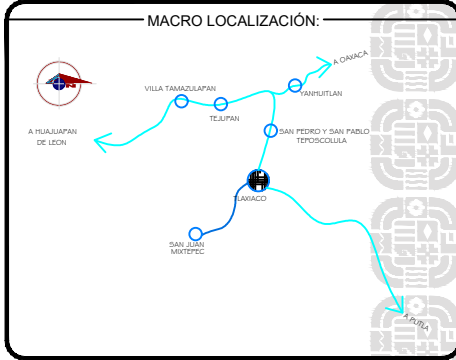 MACRO LOCALIZACIÓN:
A OAXACA
VILLA TAMAZULAPAN
YANHUITLAN
TEJUPAN
N
A HUAJUAPAN
DE LEON
SAN PEDRO Y SAN PABLO
TEPOSCOLULA
TLAXIACO
SAN JUAN
MIXTEPEC
A PUTLA